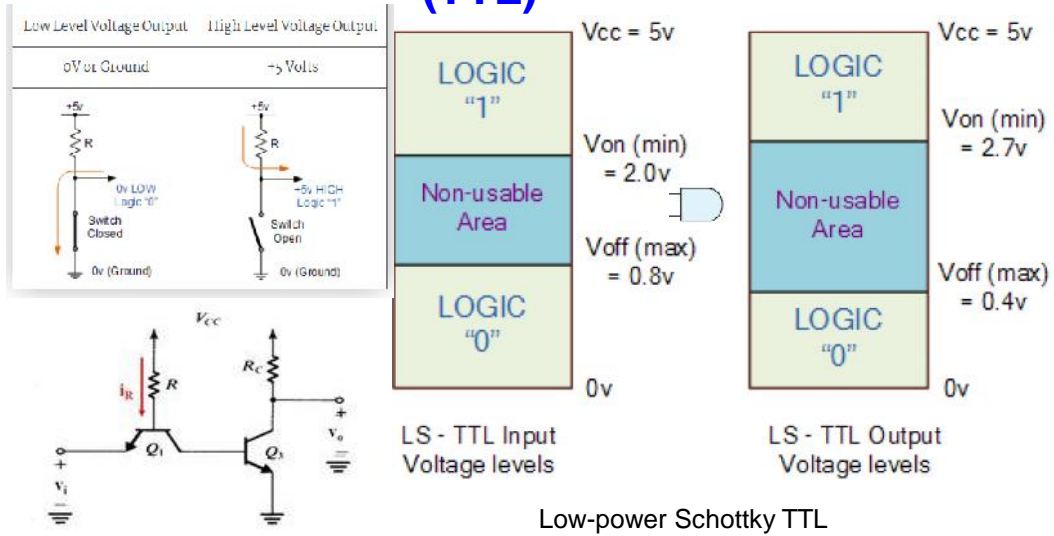 (TTL)
Low Level Voltage Output
High Level Voltage Output
0V or Ground
+5 Volts
+5v
R
0v LOW
Logic "0"
Switch
Closed
0v (Ground)
+5v
R
+5v HIGH
Logic "1"
Switch
Open
0v (Ground)
Vcc = 5v
LOGIC
"1"
Von (min)
= 2.0v
Non-usable
Area
Voff (max)
= 0.8v
LOGIC
"0"
0v
LS - TTL Input
Voltage levels
Vcc = 5v
LOGIC
"1"
Von (min)
= 2.7v
Non-usable
Area
Voff (max)
= 0.4v
LOGIC
"0"
0v
LS - TTL Output
Voltage levels
VCC
iR
R
RC
Q1
Q3
+
vi
–
+
vo
–
Low-power Schottky TTL